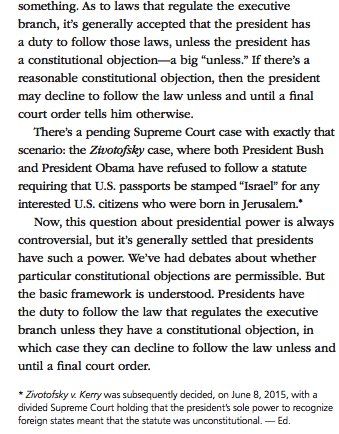 something. As to laws that regulate the executive
branch, it's generally accepted that the president has
a duty to follow those laws, unless the president has
a constitutional objection—a big “unless.” If there's a
reasonable constitutional objection, then the president
may decline to follow the law unless and until a final
court order tells him otherwise.
There's a pending Supreme Court case with exactly that
scenario: the Zivotofsky case, where both President Bush
and President Obama have refused to follow a statute
requiring that U.S. passports be stamped “Israel” for any
interested U.S. citizens who were born in Jerusalem.*
Now, this question about presidential power is always
controversial, but it's generally settled that presidents
have such a power. We've had debates about whether
particular constitutional objections are permissible. But
the basic framework is understood. Presidents have
the duty to follow the law that regulates the executive
branch unless they have a constitutional objection, in
which case they can decline to follow the law unless and
until a final court order.
* Zivotofsky v. Kerry was subsequently decided, on June 8, 2015, with a
divided Supreme Court holding that the president's sole power to recognize
foreign states meant that the statute was unconstitutional. — Ed.